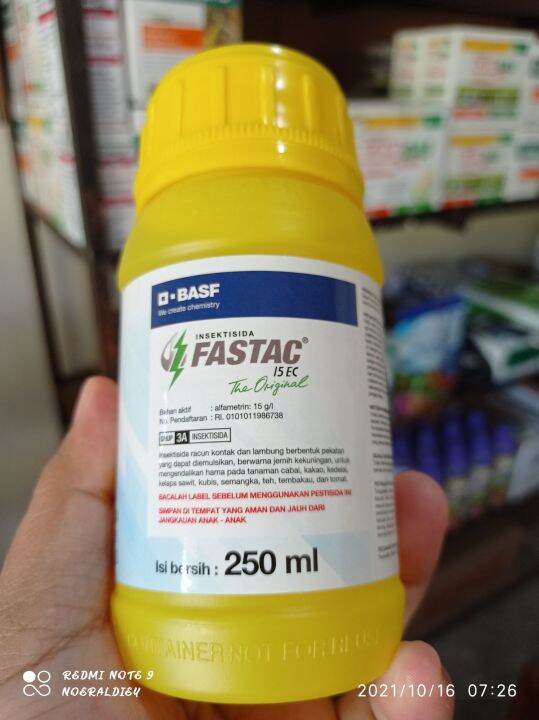 BASF
We create chemistry
INSEKTISIDA
FASTAC®
15 EC
The Original
Bahan aktif : alfametrin: 15 g/l
No. Pendaftaran : RI. 0101011986738
GRUP 3A INSEKTISIDA
Insektisida racun kontak dan lambung berbentuk pekatan
yang dapat diemulsikan, berwarna jernih kekuningan, untuk
mengendalikan hama pada tanaman cabai, kakao, kedelai,
kelapa sawit, kubis, semangka, teh, tembakau, dan tomat.
BACALAH LABEL SEBELUM MENGGUNAKAN PESTISIDA INI
SIMPAN DI TEMPAT YANG AMAN DAN JAUH DARI
JANGKAUAN ANAK - ANAK
Isi bersih : 250 ml
CONTAINER NOT FOR REUSE
REDMI NOTE 9
NOERALDI64
2021/10/16 07:26